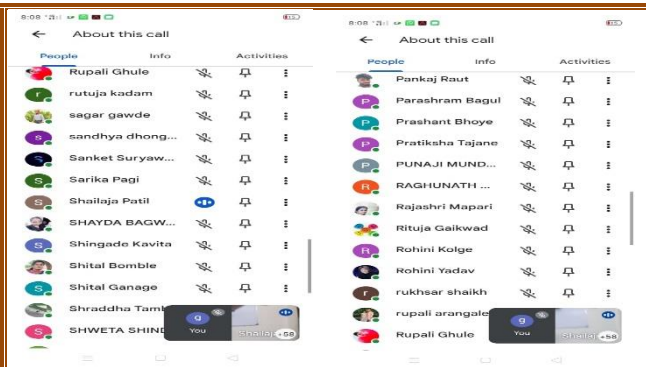 8:08
About this call
People Info Activities
Rupali Ghule
r rutuja kadam
sagar gawde
s sandhya dhong...
Sanket Suryaw...
S Sarika Pagi
S Shailaja Patil
SHAYDA BAGW...
S Shingade Kavita
Shital Bomble
S Shital Ganage
Shraddha Taml
S SHWETA SHIND
g
You Shailaj +58
8:08
About this call
People Info Activities
Pankaj Raut
P Parashram Bagul
P Prashant Bhoye
P Pratiksha Tajane
P PUNAJI MUND...
R RAGHUNATH ...
Rajashri Mapari
Rituja Gaikwad
R Rohini Kolge
Rohini Yadav
r rukhsar shaikh
rupali arangale
Rupali Ghule
g
You Shailaj +58